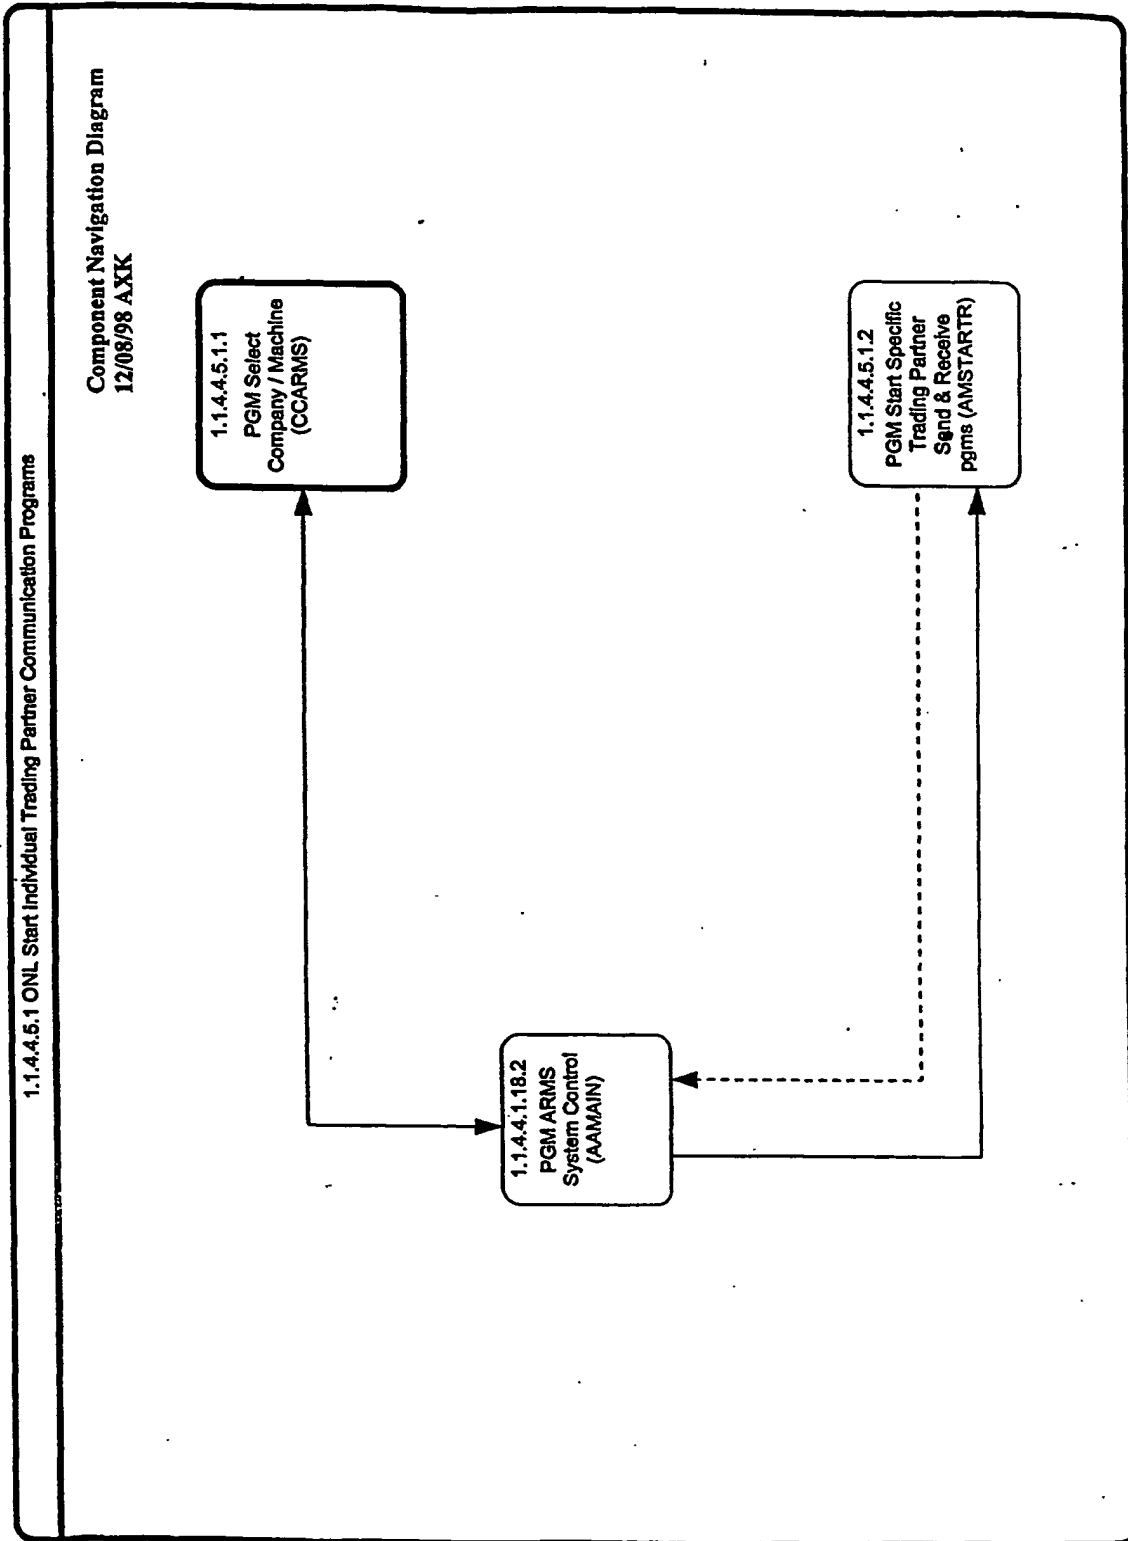 1.1.4.4.5.1 ONL Start Individual Trading Partner Communication Programs
Component Navigation Diagram
12/08/98 AXK
1.1.4.4.5.1.1
PGM Select
Company / Machine
(CCARMS)
1.1.4.4.1.18.2
PGM ARMS
System Control
(AAMAIN)
1.1.4.4.5.1.2
PGM Start Specific
Trading Partner
Send & Receive
pgms (AMSTARTR)